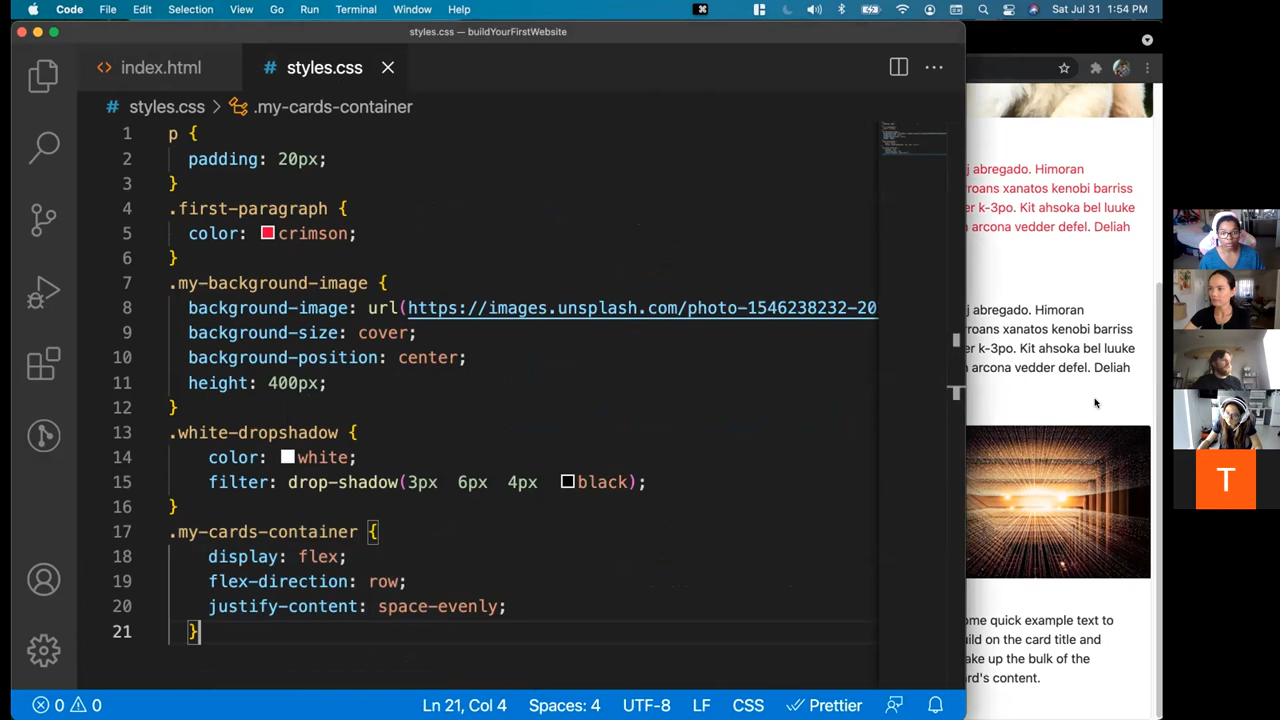 Code File Edit Selection View Go Run Terminal Window Help Sat Jul 31 1:54 PM
styles.css — buildYourFirstWebsite
<> index.html # styles.css ×
# styles.css > .my-cards-container
1 p {
2 padding: 20px;
3 }
4 .first-paragraph {
5 color: crimson;
6 }
7 .my-background-image {
8 background-image: url(https://images.unsplash.com/photo-1546238232-20
9 background-size: cover;
10 background-position: center;
11 height: 400px;
12 }
13 .white-dropshadow {
14 color: white;
15 filter: drop-shadow(3px 6px 4px black);
16 }
17 .my-cards-container {
18 display: flex;
19 flex-direction: row;
20 justify-content: space-evenly;
21 }
0 0 Ln 21, Col 4 Spaces: 4 UTF-8 LF CSS Prettier
j abregado. Himoran
rroans xanatos kenobi barriss
er k-3po. Kit ahsoka bel luuke
n arcona vedder defel. Deliah
j abregado. Himoran
rroans xanatos kenobi barriss
er k-3po. Kit ahsoka bel luuke
n arcona vedder defel. Deliah
ome quick example text to
uild on the card title and
ake up the bulk of the
rd's content.
T